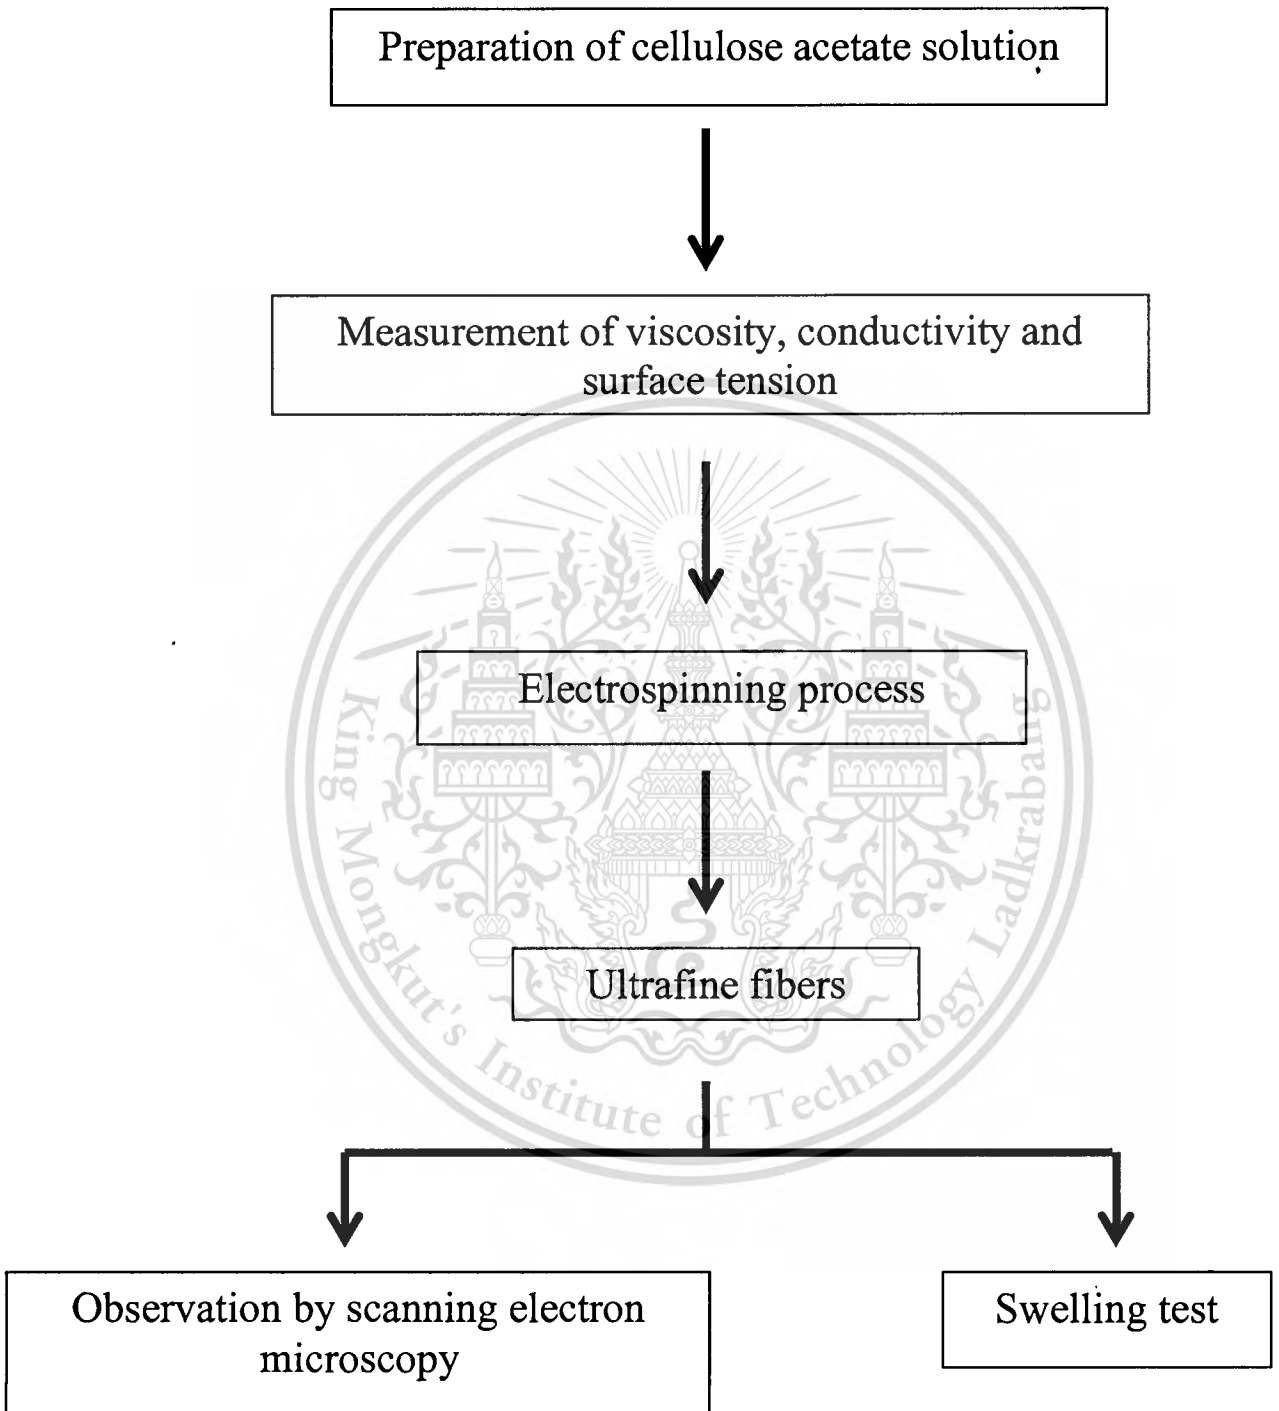 Preparation of cellulose acetate solution
Measurement of viscosity, conductivity and
surface tension
Electrospinning process
Ultrafine fibers
Observation by scanning electron
microscopy
Swelling test
King Mongkut's Institute of Technology Ladkrabang